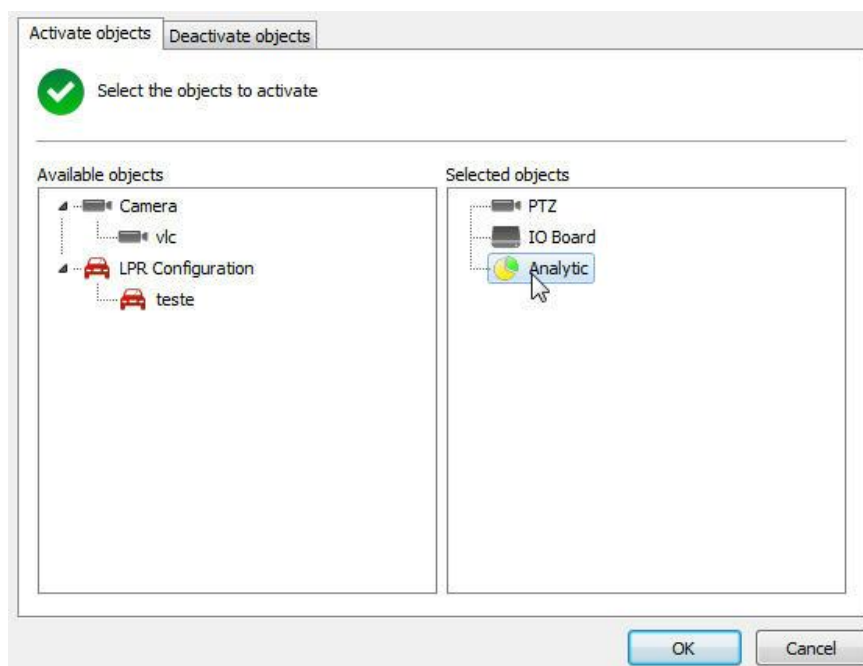 Activate objects
Deactivate objects
Select the objects to activate
Available objects
Camera
vlc
LPR Configuration
teste
Selected objects
PTZ
IO Board
Analytic
OK
Cancel